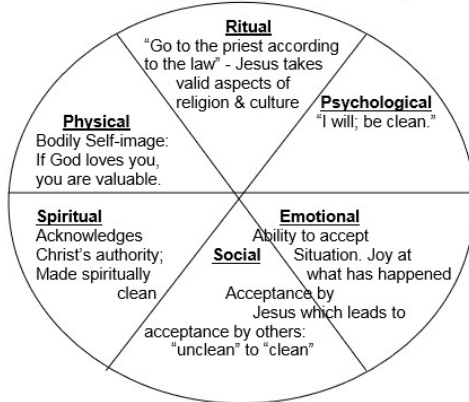 Ritual
“Go to the priest according
to the law” - Jesus takes
valid aspects of
religion & culture
Psychological
“I will; be clean.”
Physical
Bodily Self-image:
If God loves you,
you are valuable.
Spiritual
Acknowledges
Christ’s authority;
Made spiritually
clean
Emotional
Ability to accept
Situation. Joy at
what has happened
Social
Acceptance by
Jesus which leads to
acceptance by others:
“unclean” to “clean”